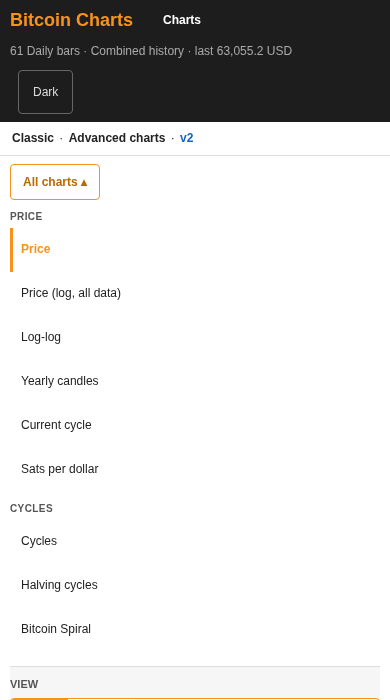 Bitcoin Charts Charts
61 Daily bars · Combined history · last 63,055.2 USD
Dark
Classic · Advanced charts · v2
All charts ▴
PRICE
Price
Price (log, all data)
Log-log
Yearly candles
Current cycle
Sats per dollar
CYCLES
Cycles
Halving cycles
Bitcoin Spiral
VIEW